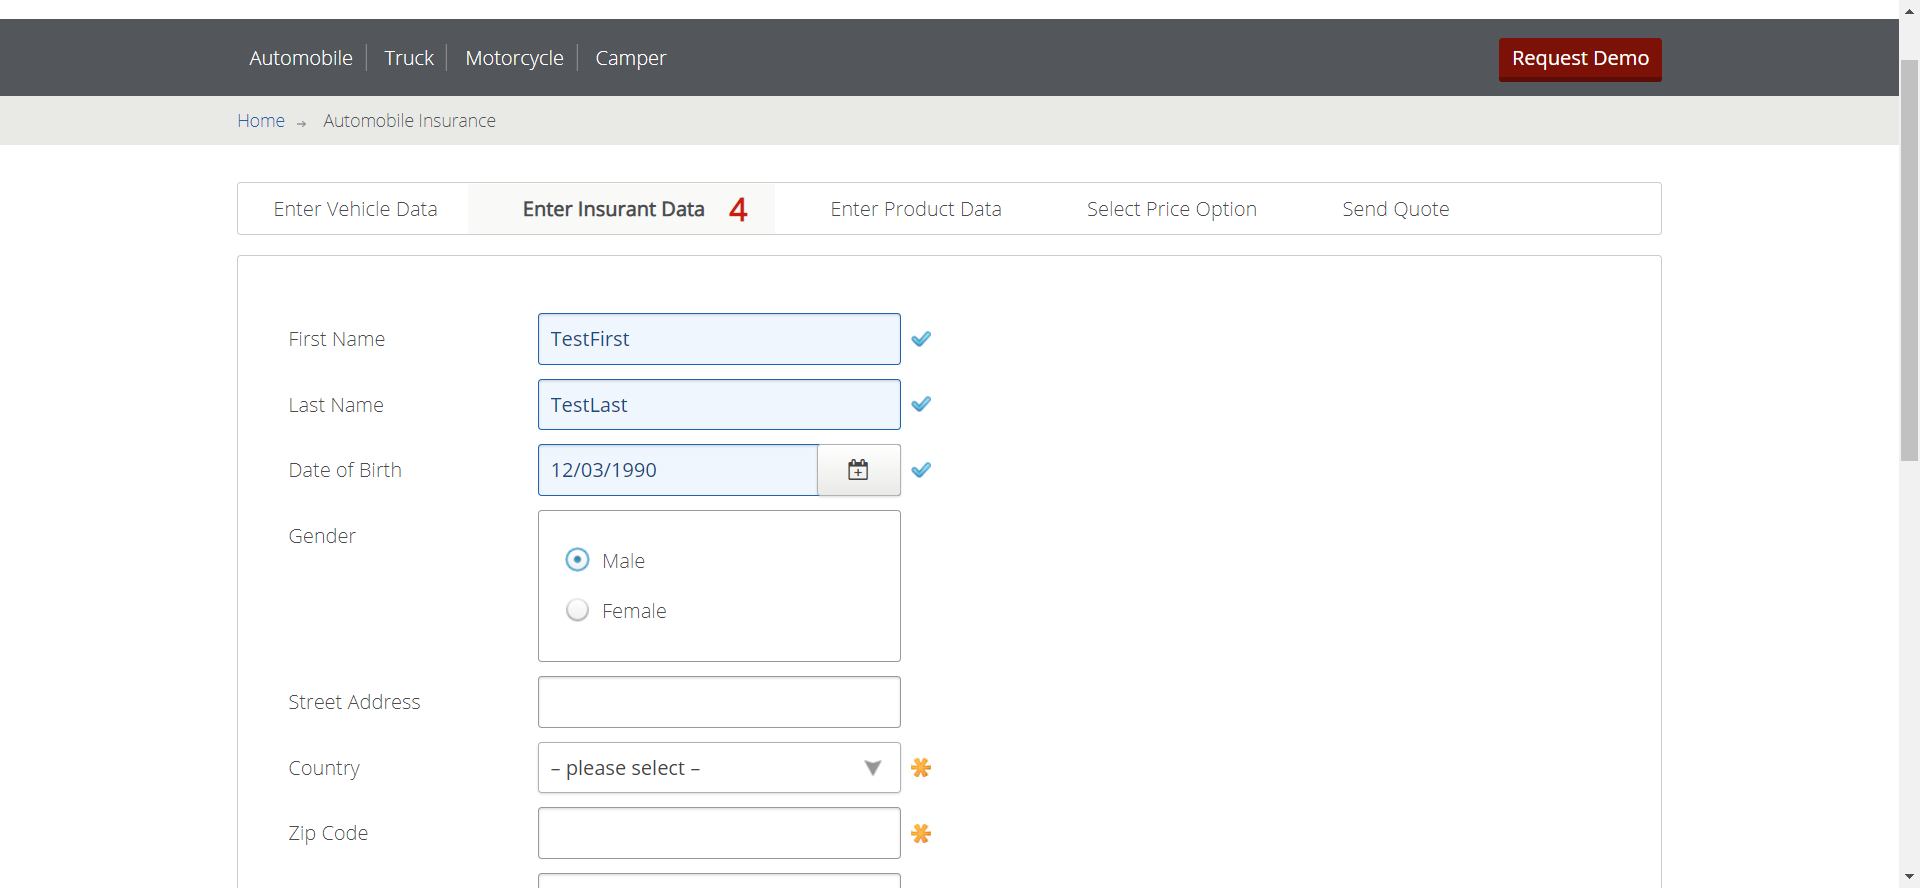 Automobile Truck Motorcycle Camper Request Demo
Home → Automobile Insurance
Enter Vehicle Data Enter Insurant Data 4 Enter Product Data Select Price Option Send Quote
First Name TestFirst
Last Name TestLast
Date of Birth 12/03/1990
Gender
Male
Female
Street Address
Country – please select –
Zip Code